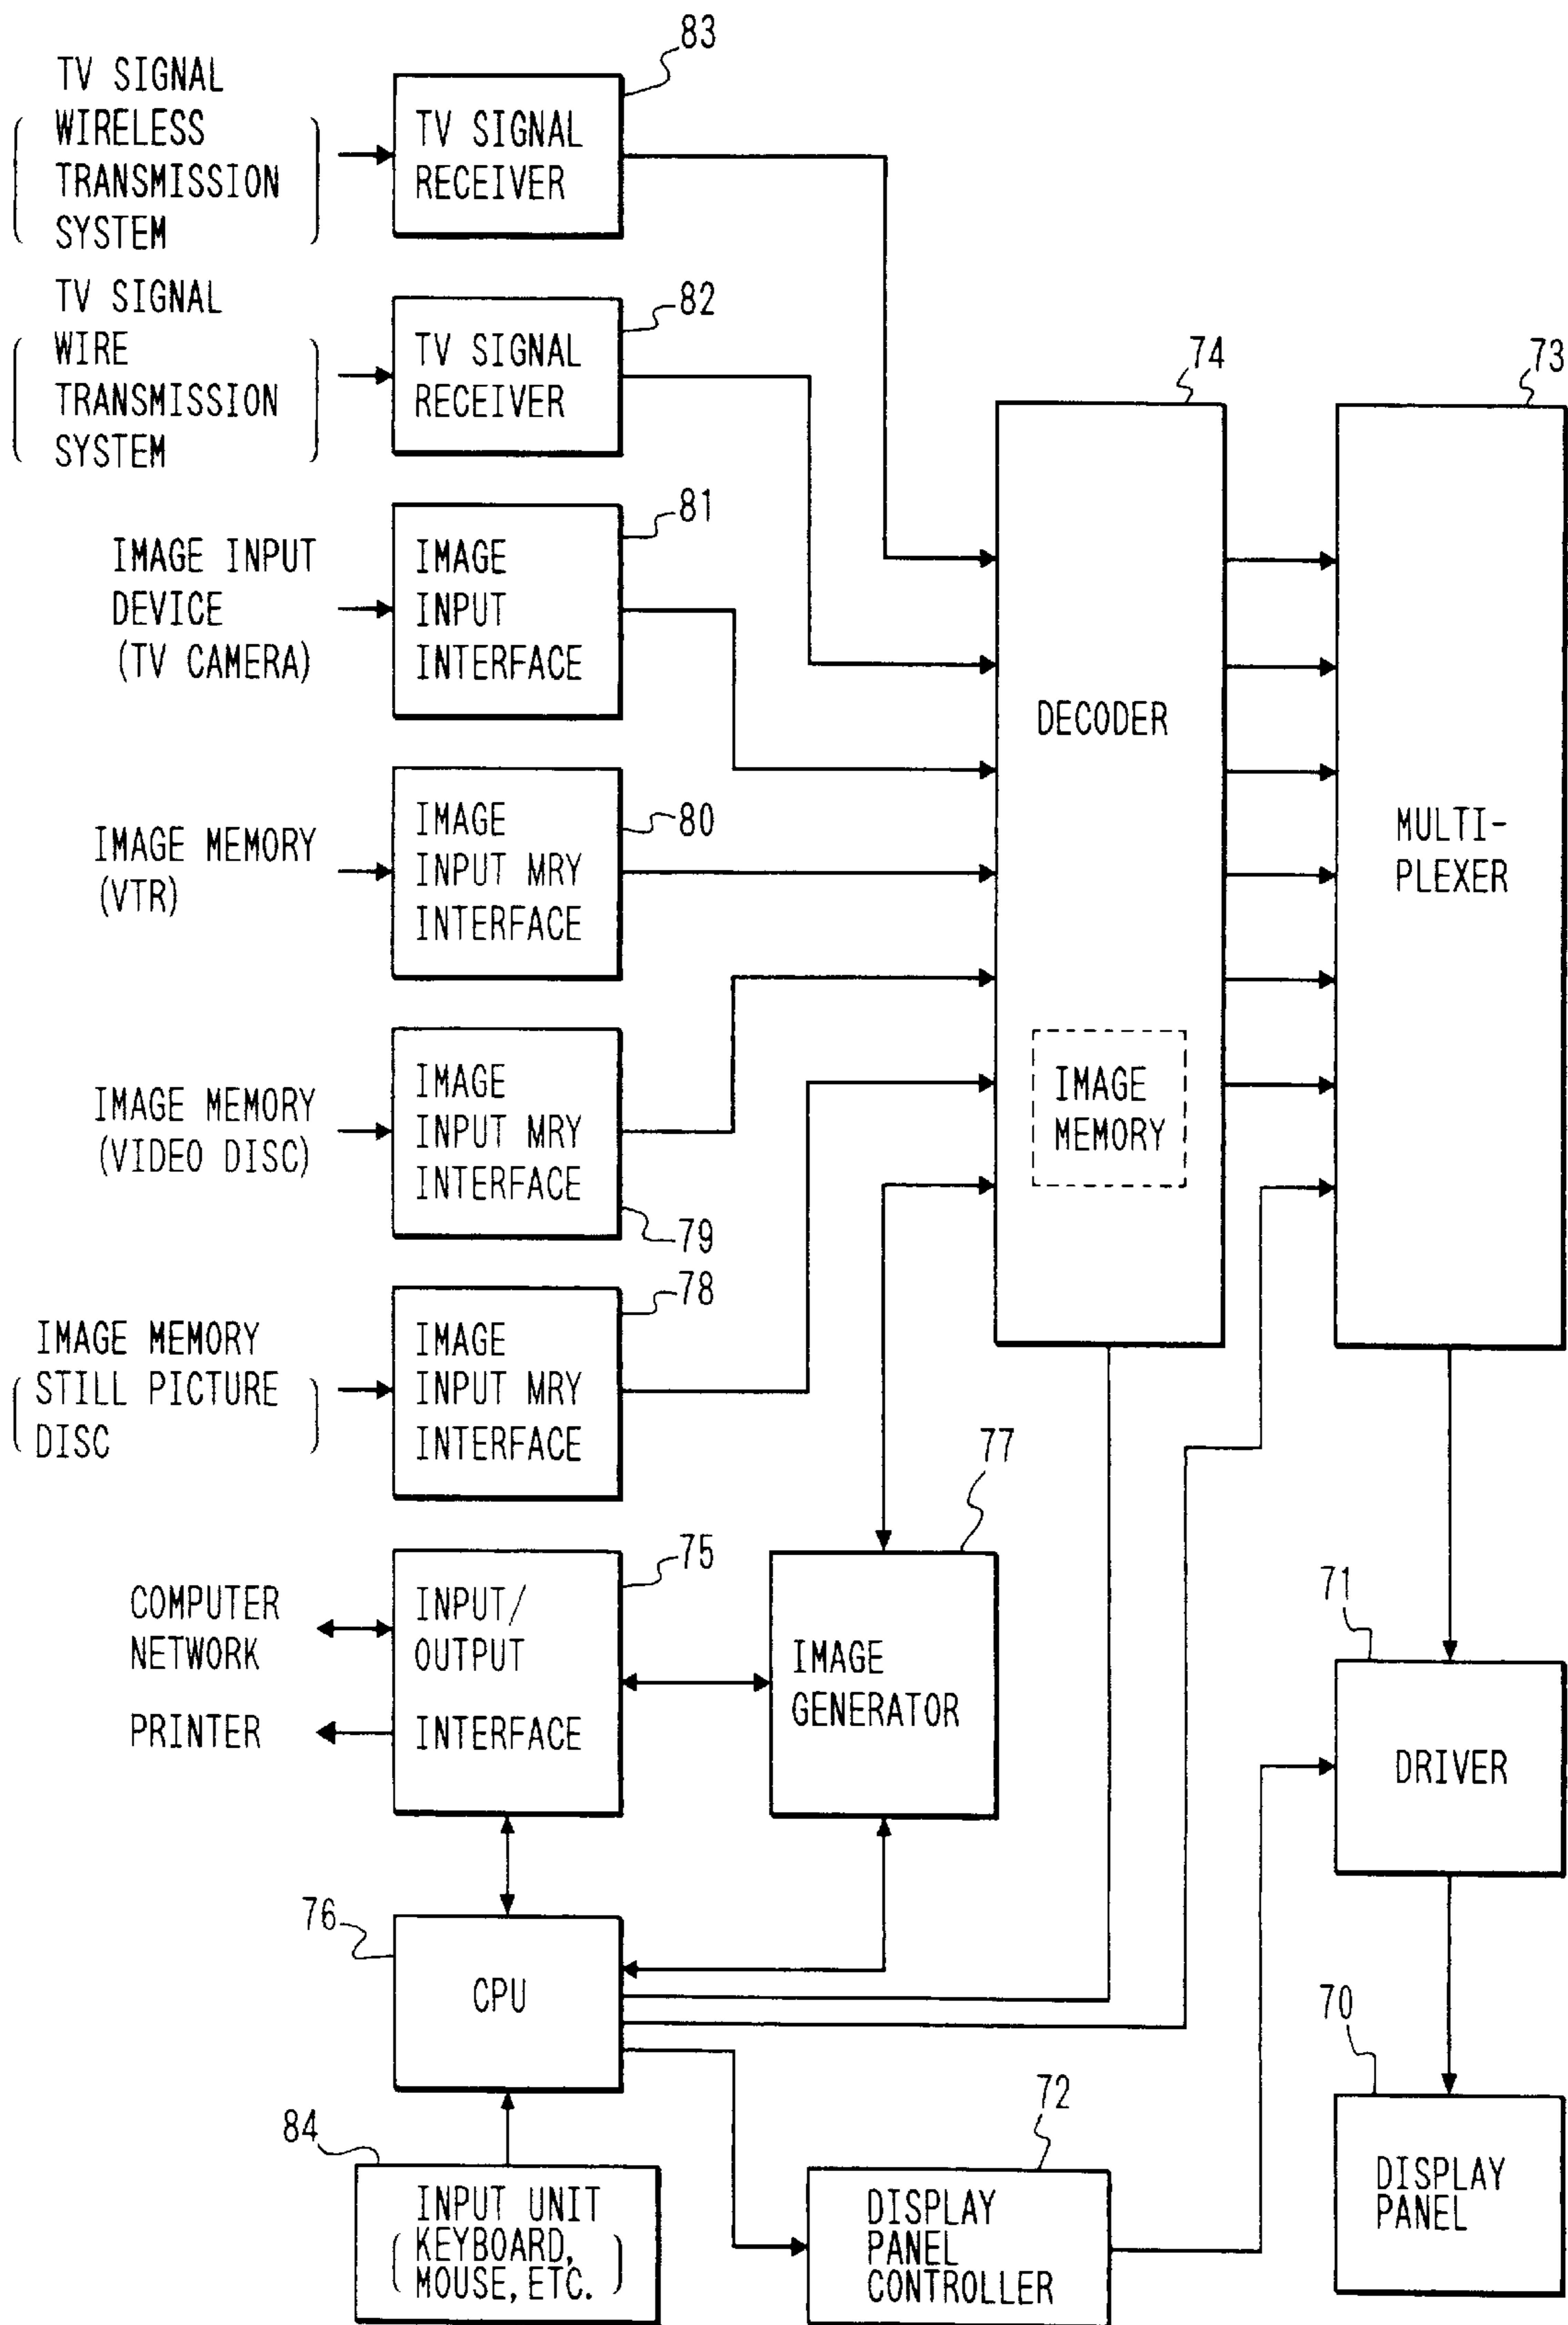 83
TV SIGNAL
WIRELESS
TRANSMISSION
SYSTEM
TV SIGNAL
RECEIVER
82
TV SIGNAL
WIRE
TRANSMISSION
SYSTEM
TV SIGNAL
RECEIVER
81
IMAGE INPUT
DEVICE
(TV CAMERA)
IMAGE
INPUT
INTERFACE
80
IMAGE MEMORY
(VTR)
IMAGE
INPUT MRY
INTERFACE
IMAGE MEMORY
(VIDEO DISC)
IMAGE
INPUT MRY
INTERFACE
79
78
IMAGE MEMORY
STILL PICTURE
DISC
IMAGE
INPUT MRY
INTERFACE
74
DECODER
IMAGE
MEMORY
73
MULTI-
PLEXER
75
COMPUTER
NETWORK
PRINTER
INPUT/
OUTPUT
INTERFACE
77
IMAGE
GENERATOR
71
DRIVER
76
CPU
70
DISPLAY
PANEL
84
INPUT UNIT
KEYBOARD,
MOUSE, ETC.
72
DISPLAY
PANEL
CONTROLLER